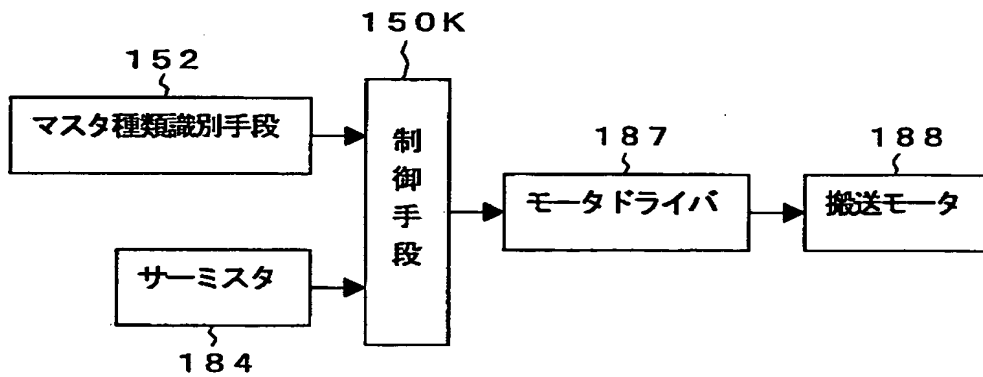 150K
152
マスタ種類識別手段
制御手段
187
モータドライバ
188
搬送モータ
サーミスタ
184